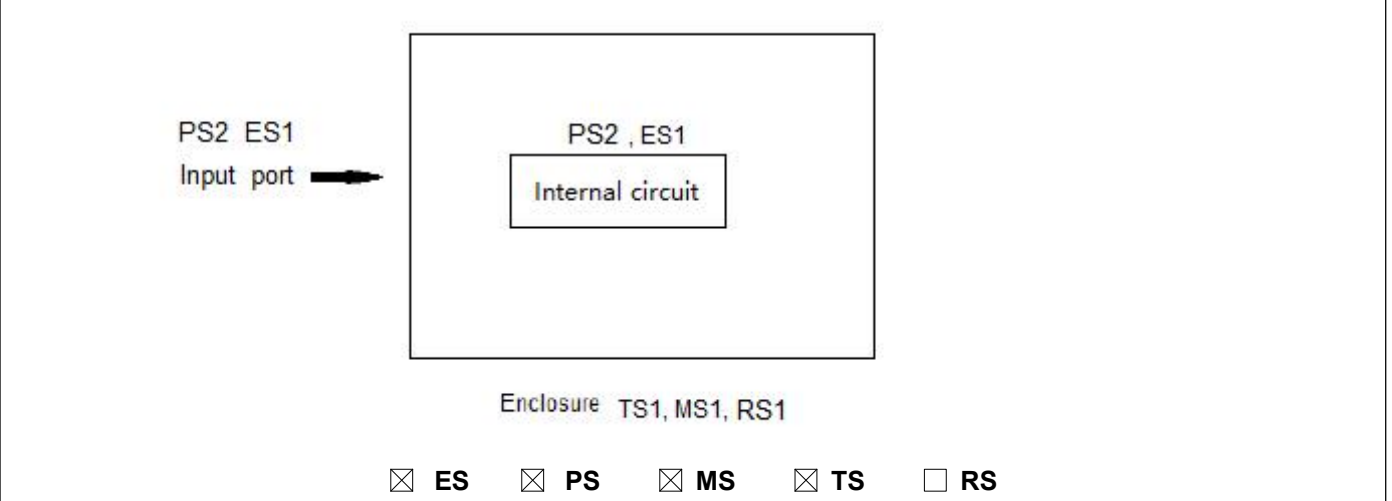 PS2 ES1
Input port
PS2 , ES1
Internal circuit
Enclosure TS1, MS1, RS1
☒ ES ☒ PS ☒ MS ☒ TS ☐ RS